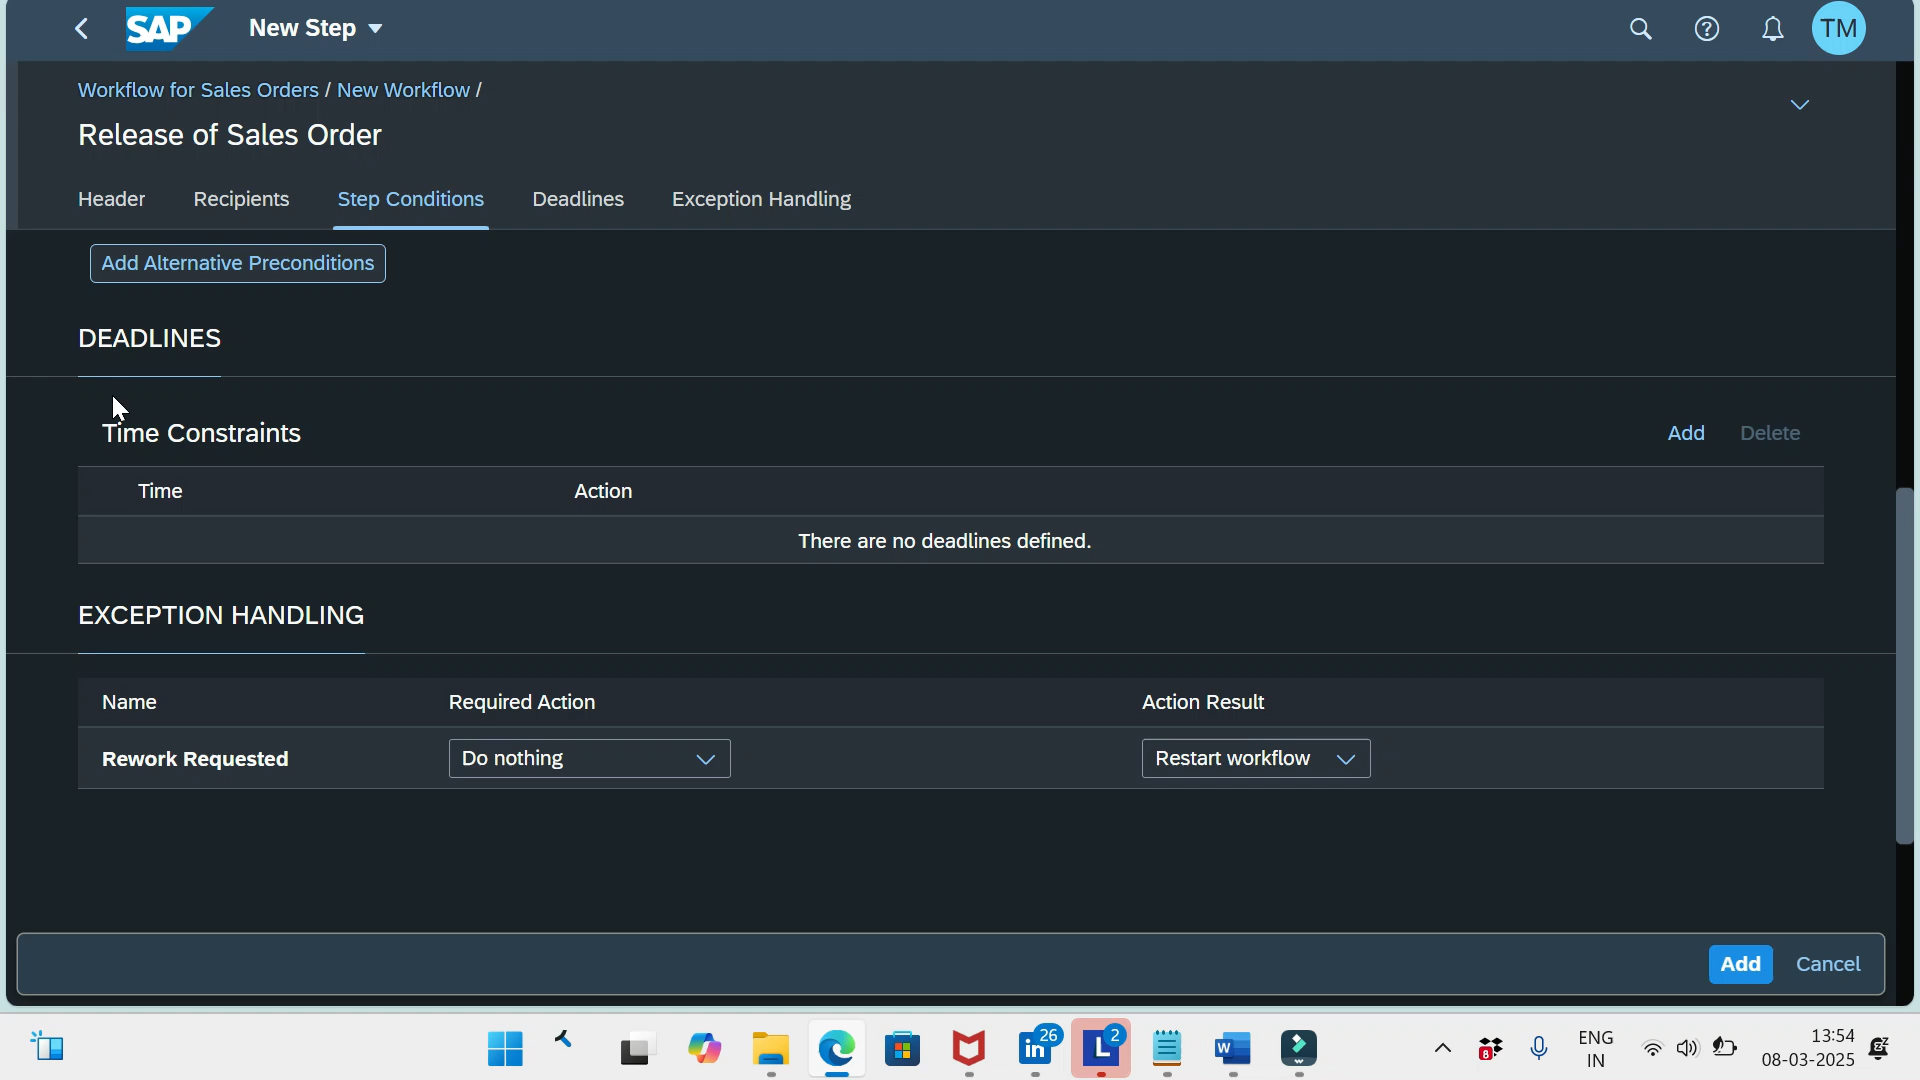 SAP New Step TM
Workflow for Sales Orders / New Workflow /
Release of Sales Order
Header Recipients Step Conditions Deadlines Exception Handling
Add Alternative Preconditions
DEADLINES
Time Constraints Add Delete
Time Action
There are no deadlines defined.
EXCEPTION HANDLING
Name Required Action Action Result
Rework Requested Do nothing Restart workflow
Add Cancel
26 2 8
in L W
ENG 13:54
IN 08-03-2025